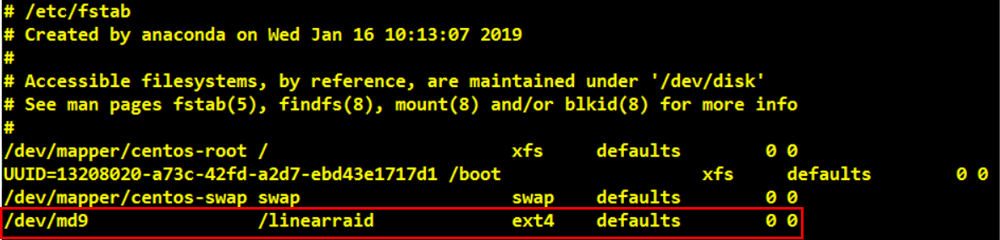 # /etc/fstab
# Created by anaconda on Wed Jan 16 10:13:07 2019
#
# Accessible filesystems, by reference, are maintained under '/dev/disk'
# See man pages fstab(5), findfs(8), mount(8) and/or blkid(8) for more info
#
/dev/mapper/centos-root / xfs defaults 0 0
UUID=13208020-a73c-42fd-a2d7-ebd43e1717d1 /boot xfs defaults 0 0
/dev/mapper/centos-swap swap swap defaults 0 0
/dev/md9 /linearraid ext4 defaults 0 0